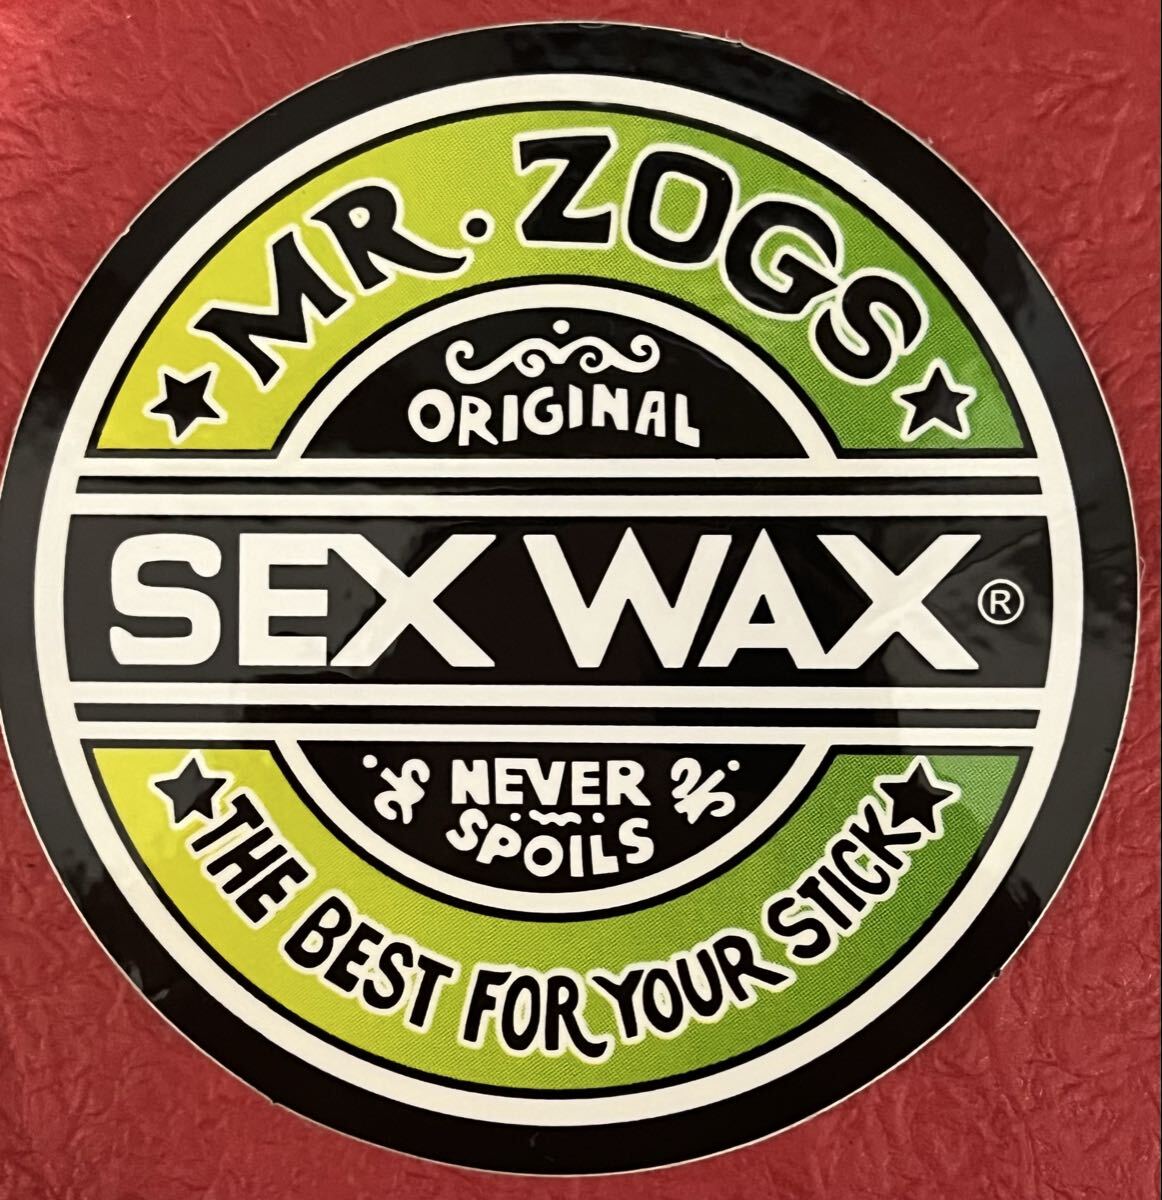 MR. ZOGS
ORIGINAL
SEX WAX®
NEVER
SPOILS
THE BEST FOR YOUR STICK